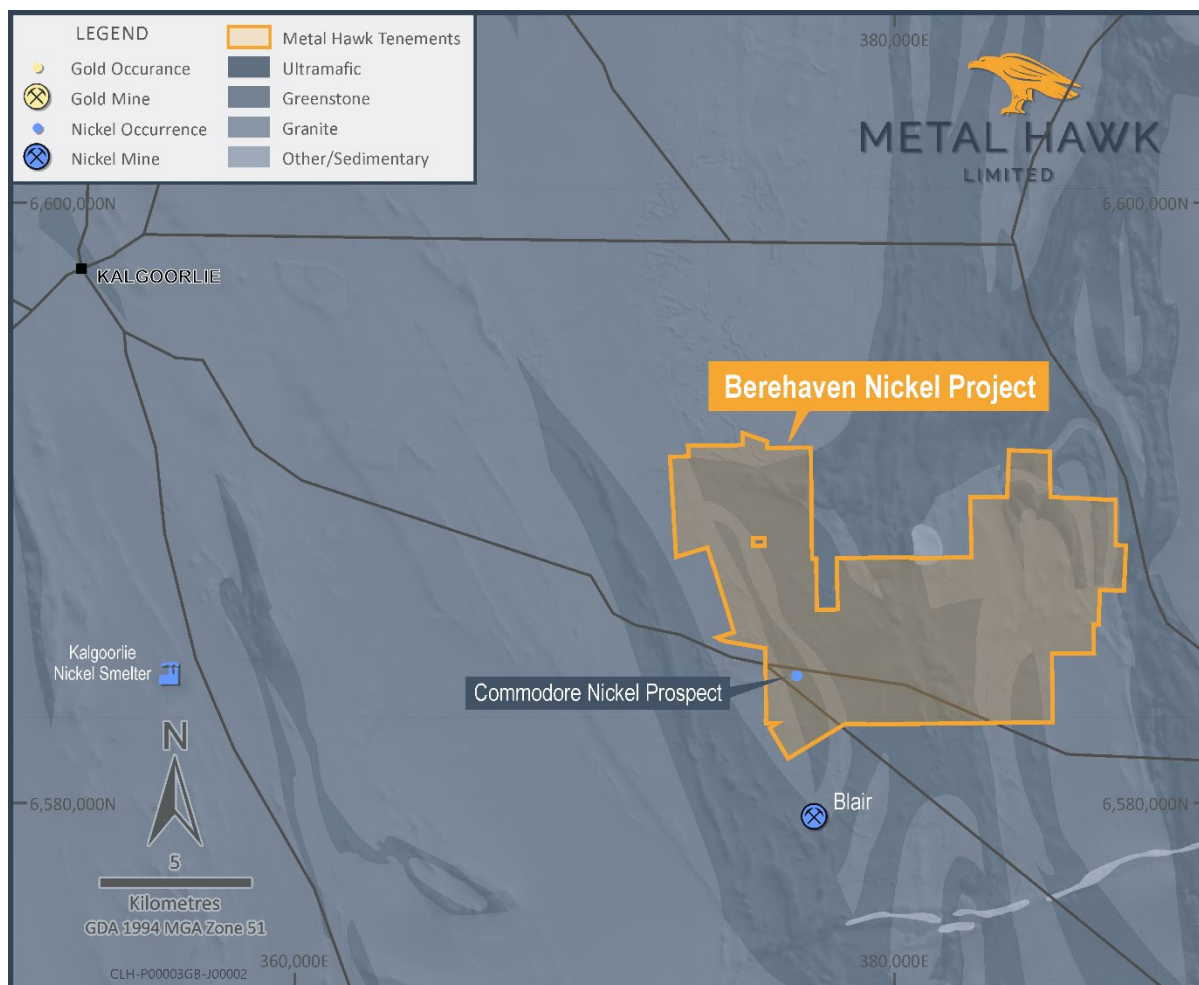 LEGEND
Gold Occurance
Gold Mine
Nickel Occurrence
Nickel Mine
Metal Hawk Tenements
Ultramafic
Greenstone
Granite
Other/Sedimentary
380,000E
METAL HAWK
LIMITED
6,600,000N
6,600,000N
KALGOORLIE
Berehaven Nickel Project
Kalgoorlie
Nickel Smelter
Commodore Nickel Prospect
N
6,580,000N
Blair
6,580,000N
5
Kilometres
GDA 1994 MGA Zone 51
CLH-P00003GB-J00002
360,000E
380,000E